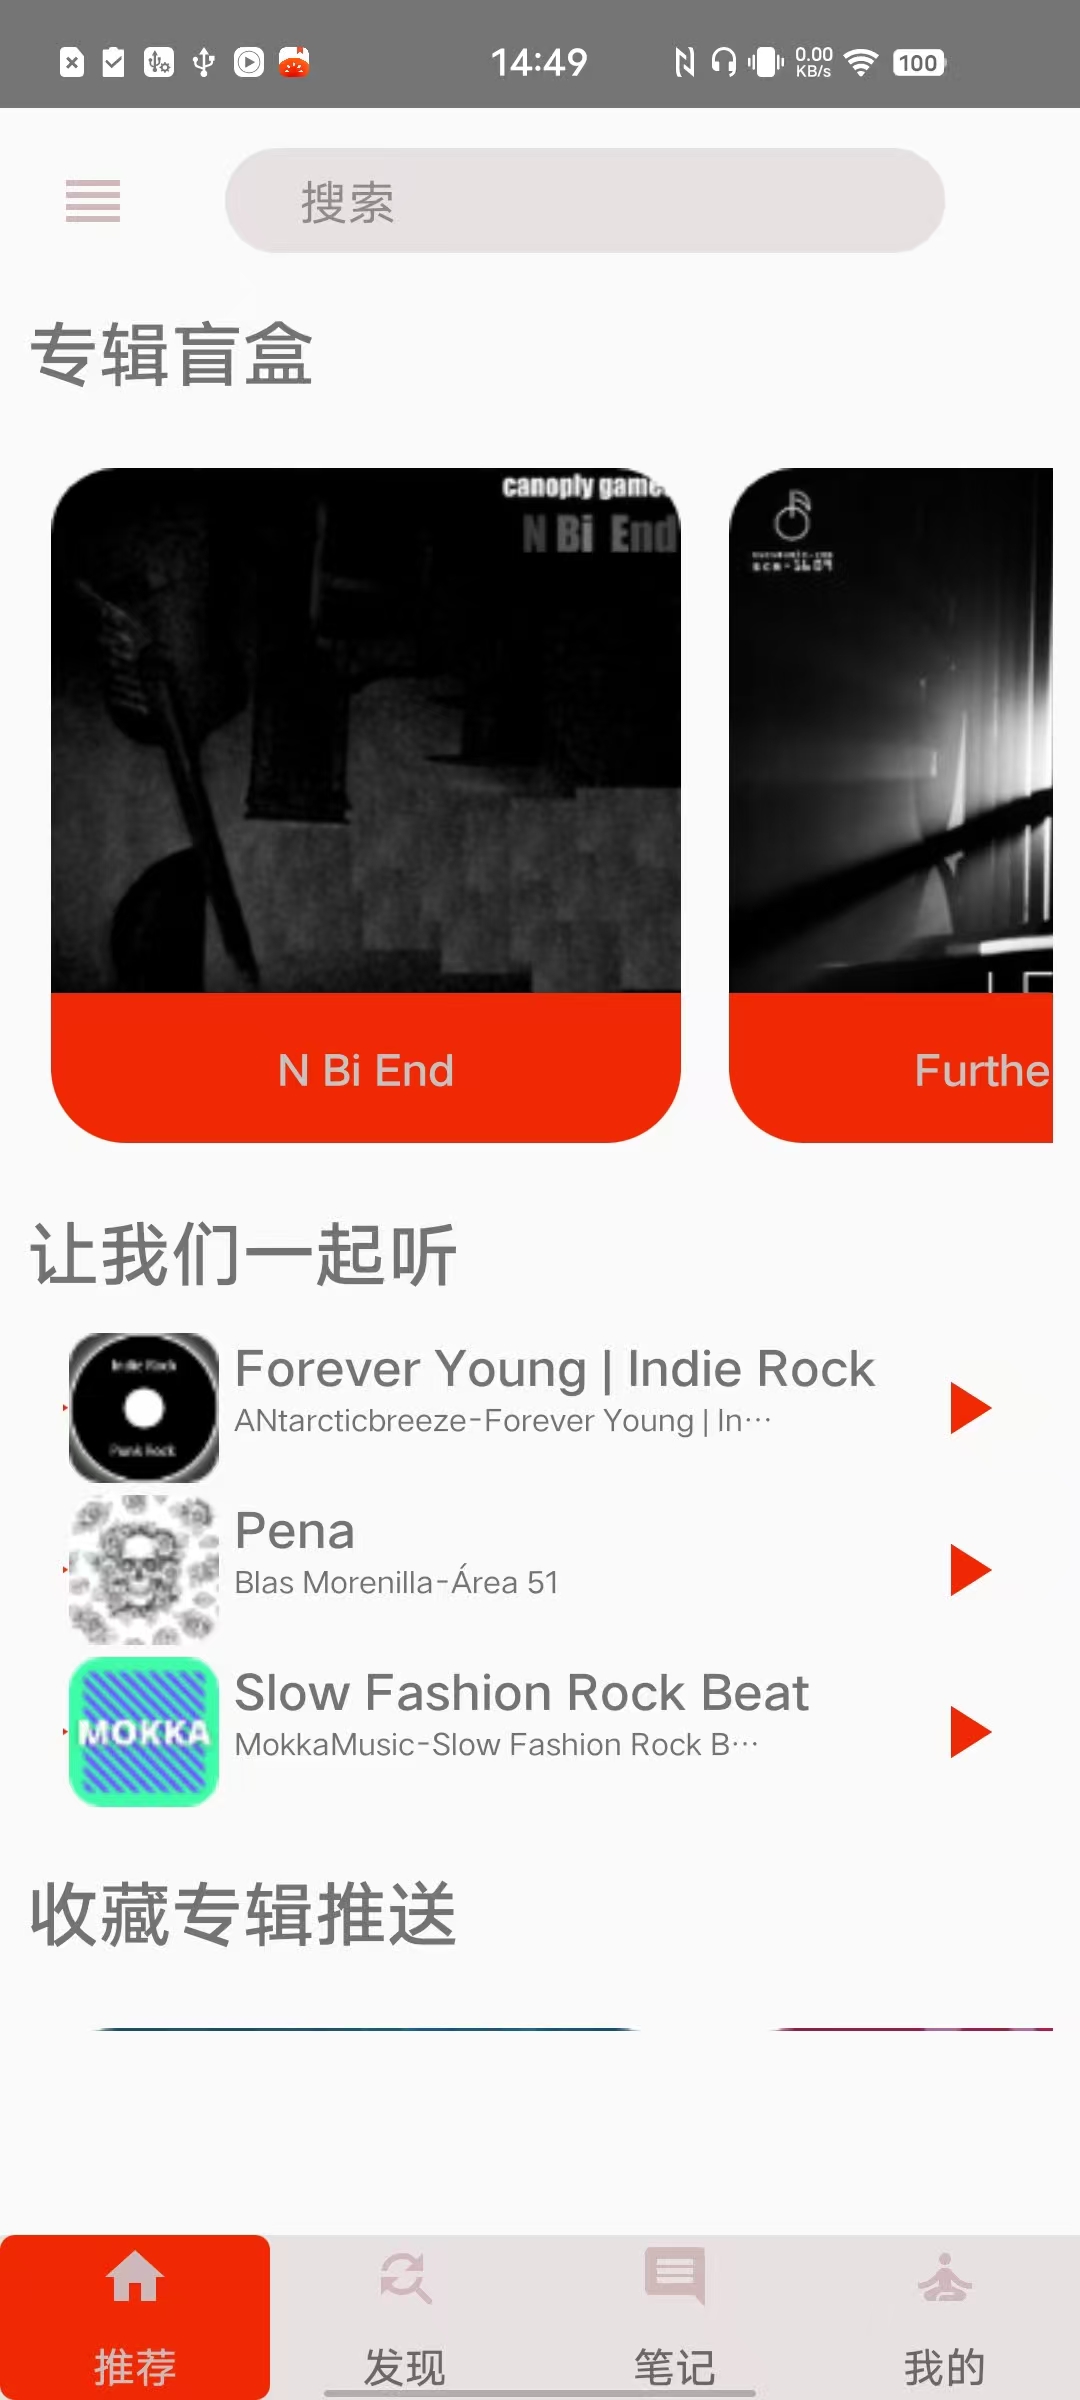 14:49
0.00
KB/s
100
搜索
专辑盲盒
canoply game
N Bi End
scm-1609
N Bi End
Furthe
让我们一起听
Indie Rock
Punk Rock
Forever Young | Indie Rock
ANtarcticbreeze-Forever Young | In…
Pena
Blas Morenilla-Área 51
MOKKA
Slow Fashion Rock Beat
MokkaMusic-Slow Fashion Rock B…
收藏专辑推送
推荐
发现
笔记
我的